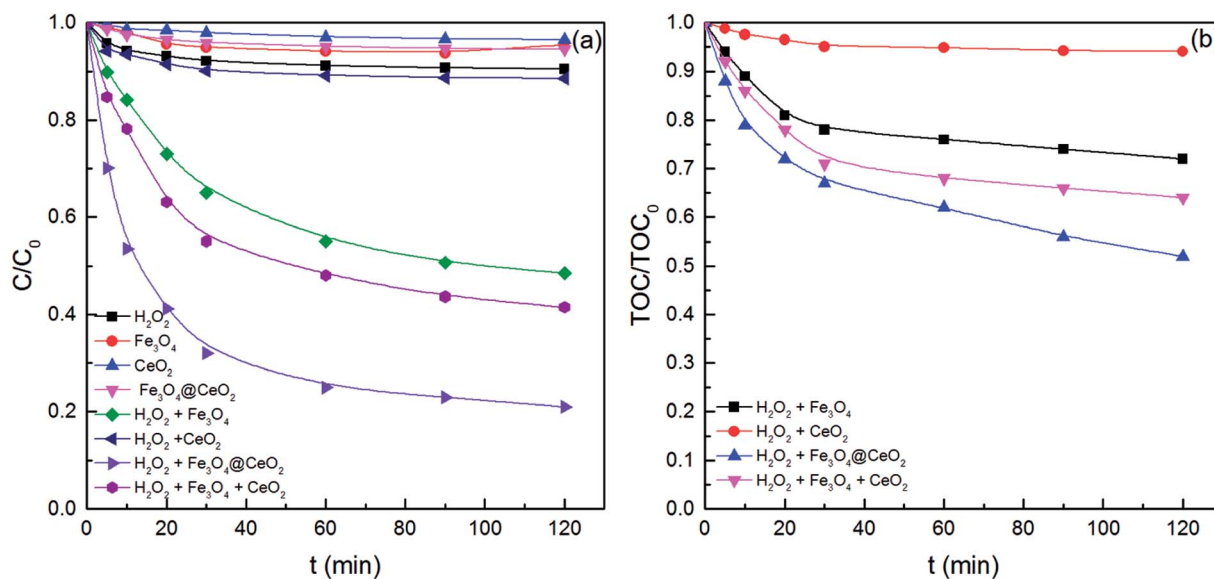 (a)
C/C₀
1.0
0.8
0.6
0.4
0.2
0.0
H₂O₂
Fe₃O₄
CeO₂
Fe₃O₄@CeO₂
H₂O₂ + Fe₃O₄
H₂O₂ +CeO₂
H₂O₂ + Fe₃O₄@CeO₂
H₂O₂ + Fe₃O₄ + CeO₂
0 20 40 60 80 100 120
t (min)
(b)
TOC/TOC₀
1.0
0.9
0.8
0.7
0.6
0.5
0.4
0.3
0.2
0.1
0.0
H₂O₂ + Fe₃O₄
H₂O₂ + CeO₂
H₂O₂ + Fe₃O₄@CeO₂
H₂O₂ + Fe₃O₄ + CeO₂
0 20 40 60 80 100 120
t (min)